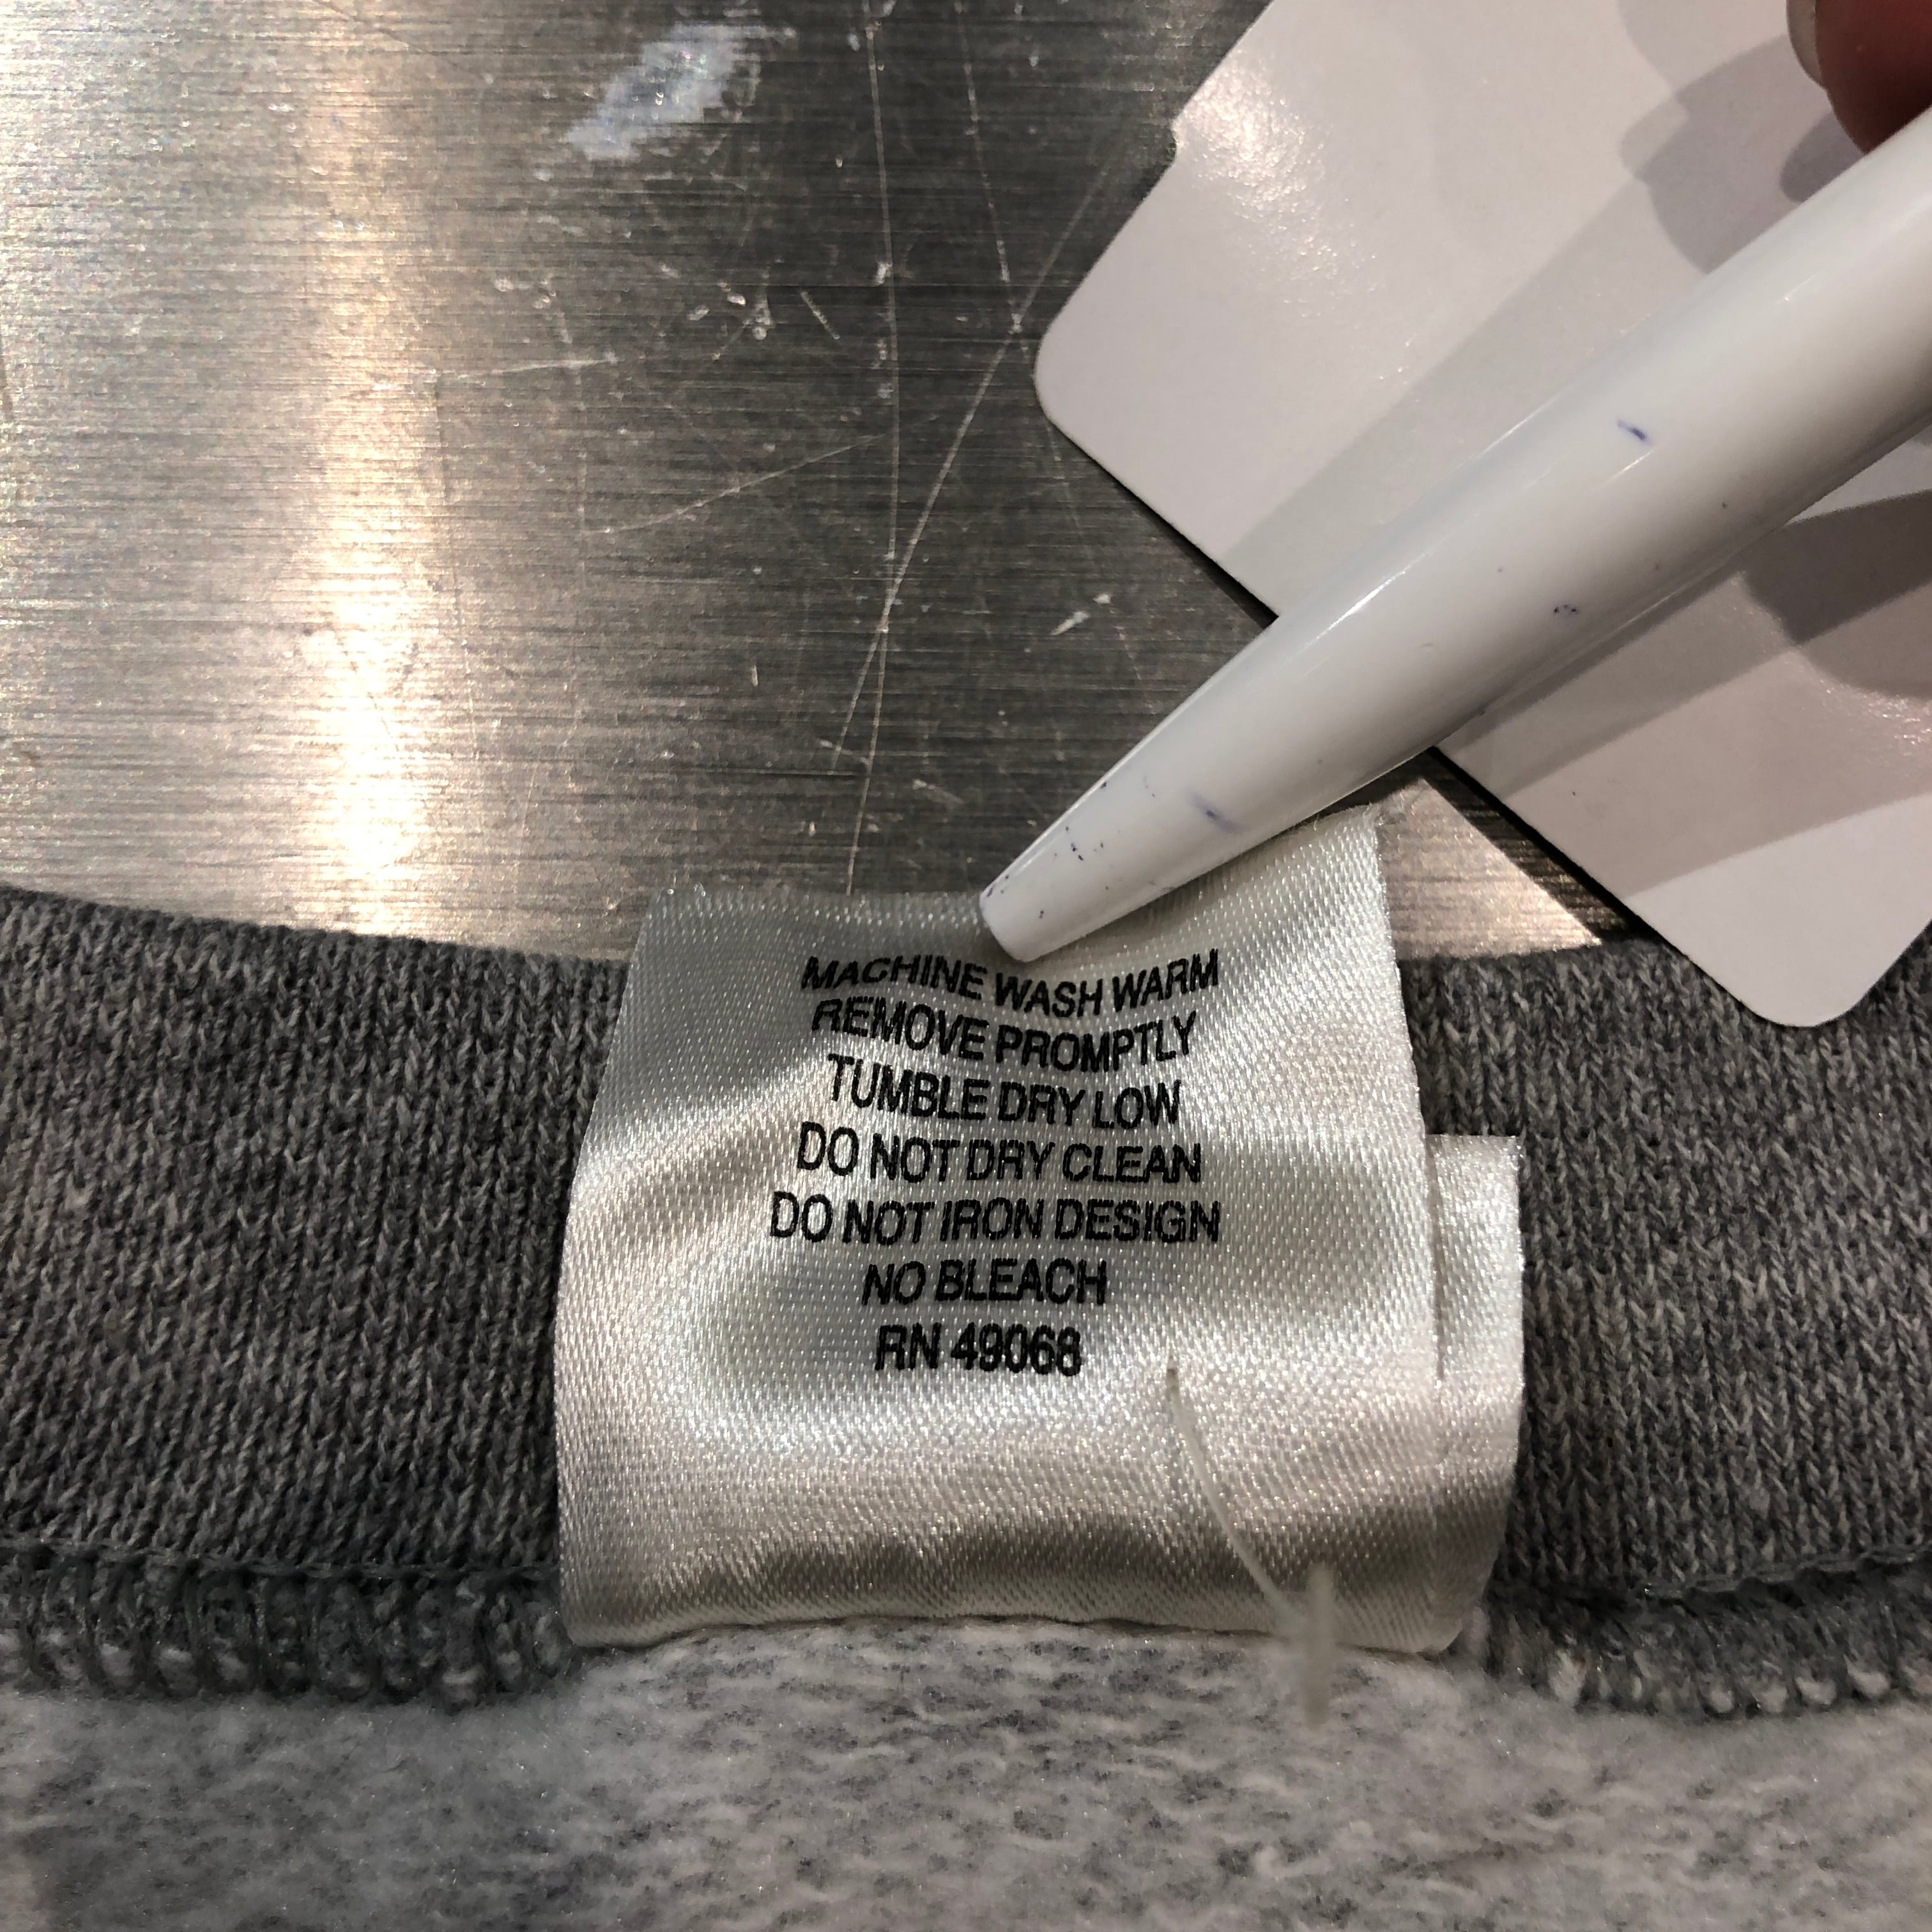 MACHINE WASH WARM
REMOVE PROMPTLY
TUMBLE DRY LOW
DO NOT DRY CLEAN
DO NOT IRON DESIGN
NO BLEACH
RN 49068